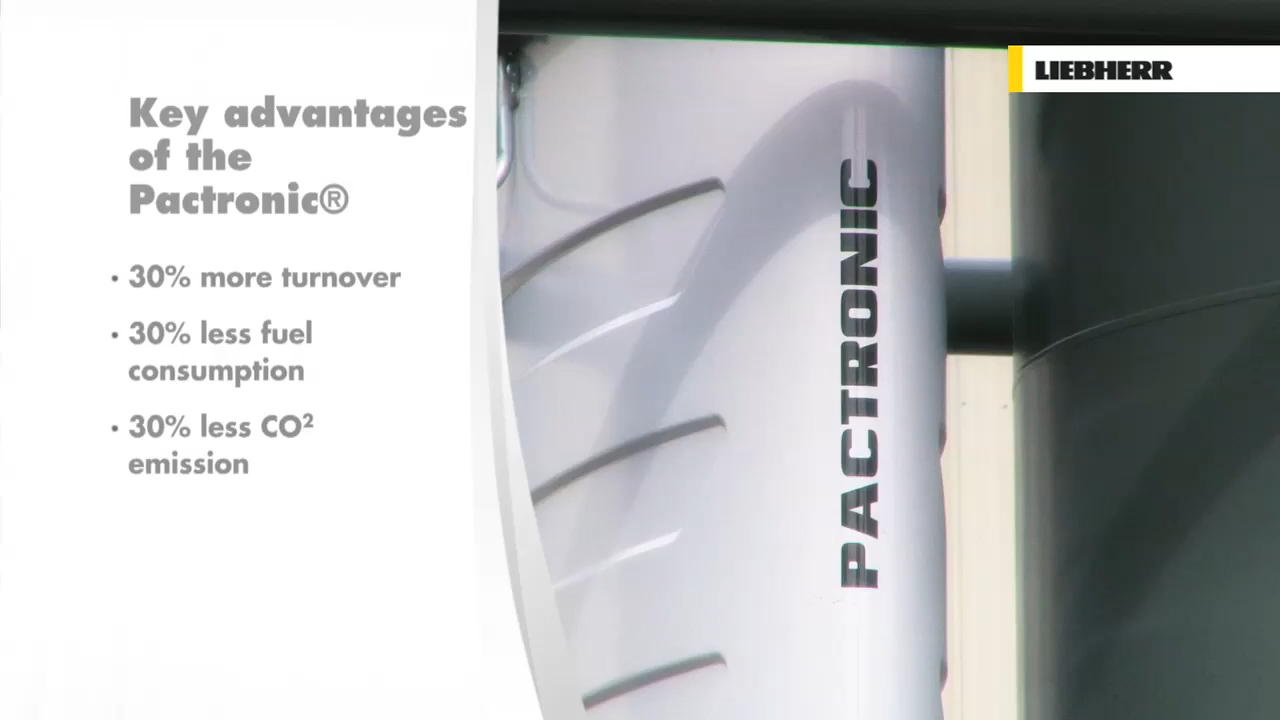 LIEBHERR
Key advantages
of the
Pactronic®
• 30% more turnover
• 30% less fuel
consumption
• 30% less CO²
emission
PACTRONIC